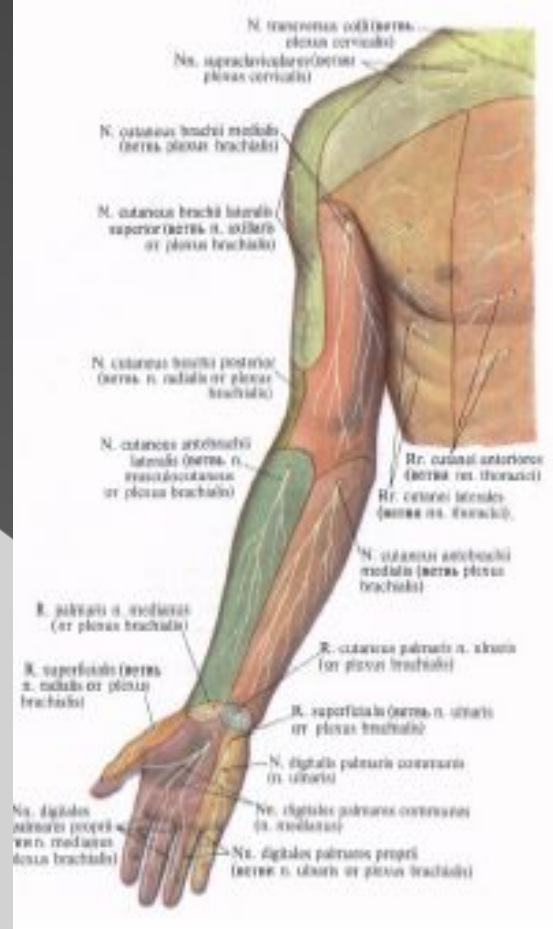 N. transversus colli (ветвь
plexus cervicalis)
Nn. supraclaviculares (ветви
plexus cervicalis)
N. cutaneus brachii medialis
(ветвь plexus brachialis)
N. cutaneus brachii lateralis
superior (ветвь n. axillaris
от plexus brachialis)
N. cutaneus brachii posterior
(ветвь n. radialis от plexus
brachialis)
N. cutaneus antebrachii
lateralis (ветвь n.
musculocutaneus
от plexus brachialis)
Rr. cutanei anteriores
(ветви nn. thoracici)
Rr. cutanei laterales
(ветви nn. thoracici).
N. cutaneus antebrachii
medialis (ветвь plexus
brachialis)
R. palmaris n. medianus
(от plexus brachialis)
R. cutaneus palmaris n. ulnaris
(от plexus brachialis)
R. superficialis (ветвь
n. radialis от plexus
brachialis)
R. superficialis (ветвь n. ulnaris
от plexus brachialis)
N. digitalis palmaris communis
(n. ulnaris)
Nn. digitales palmares communes
(n. medianus)
Nn. digitales
palmares proprii
n. medianus
plexus brachialis)
Nn. digitales palmares proprii
(ветви n. ulnaris от plexus brachialis)